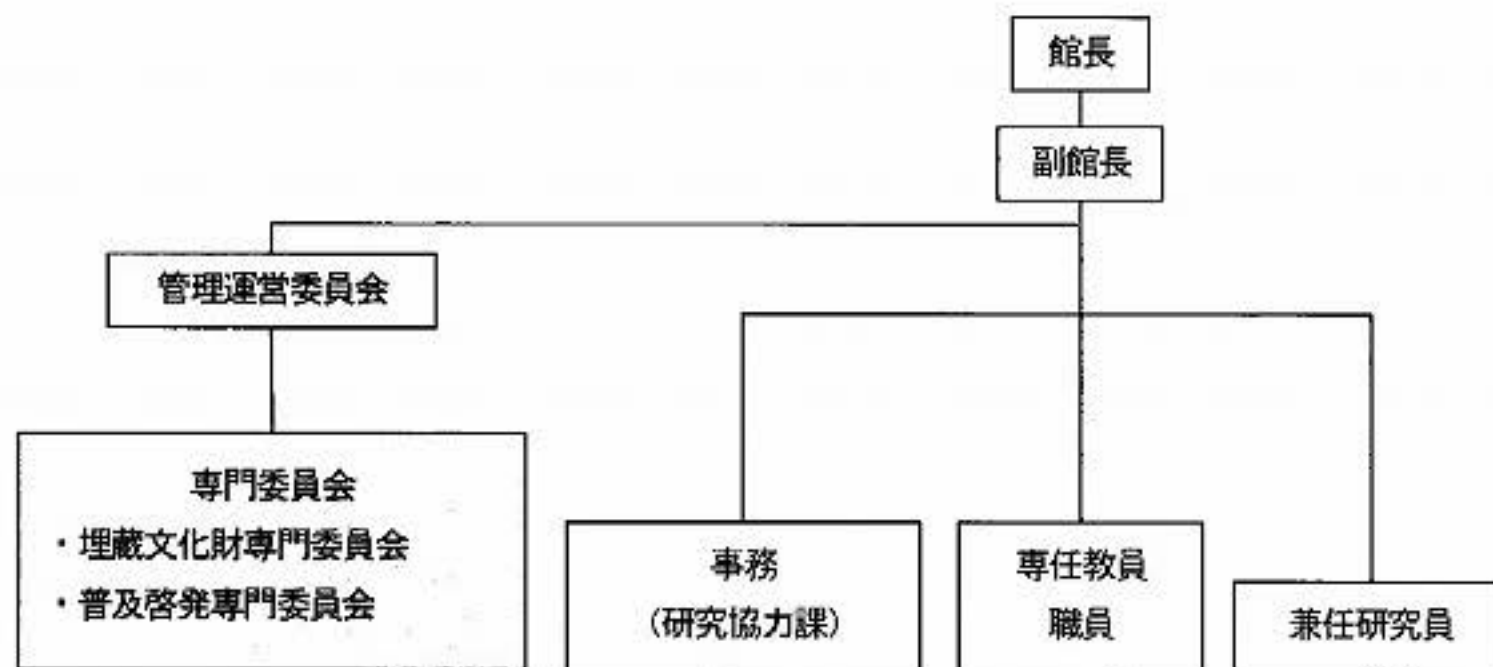 館長
副館長
管理運営委員会
専門委員会
・埋蔵文化財専門委員会
・普及啓発専門委員会
事務
(研究協力課)
専任教員
職員
兼任研究員